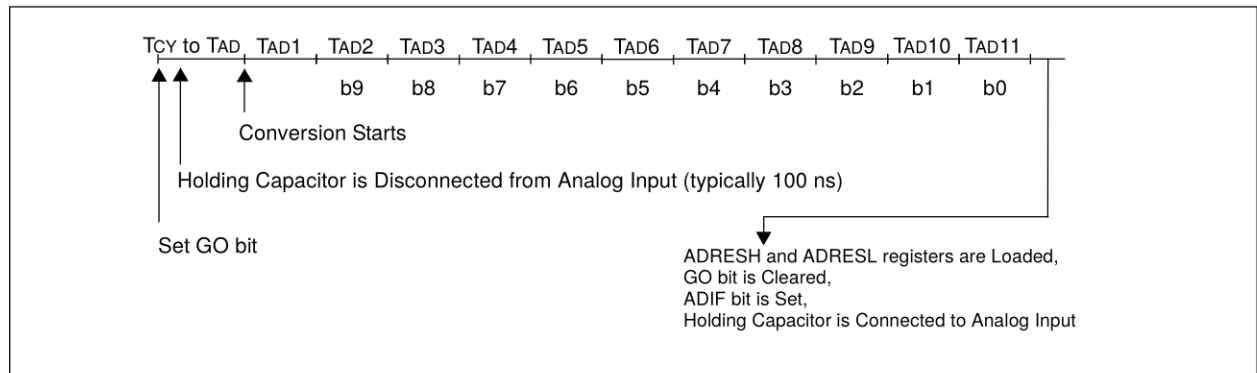 TCY to TAD TAD1 TAD2 TAD3 TAD4 TAD5 TAD6 TAD7 TAD8 TAD9 TAD10 TAD11
b9 b8 b7 b6 b5 b4 b3 b2 b1 b0
Conversion Starts
Holding Capacitor is Disconnected from Analog Input (typically 100 ns)
Set GO bit
ADRESH and ADRESL registers are Loaded,
GO bit is Cleared,
ADIF bit is Set,
Holding Capacitor is Connected to Analog Input